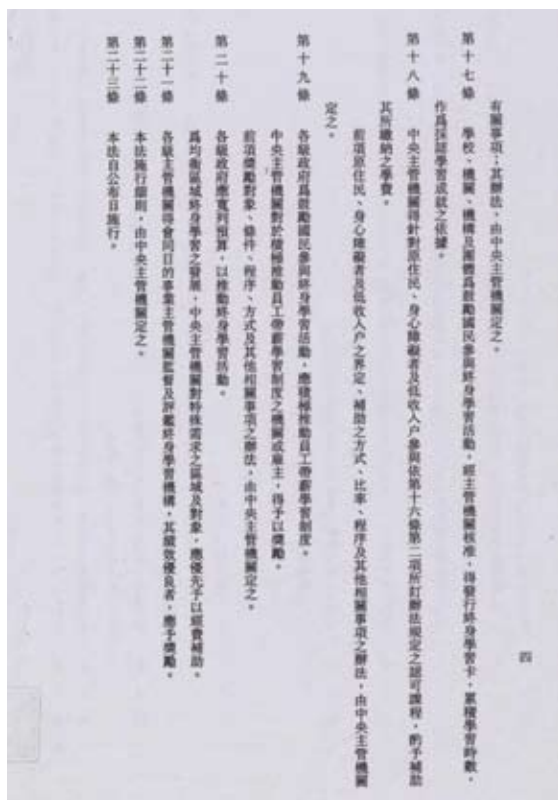 有關事項；其辦法，由中央主管機關定之。
第十七條　學校、機關、機構及團體為鼓勵國民參與終身學習活動，經主管機關核准，得發行終身學習卡，累積學習時數，
作為採認學習成就之依據。
第十八條　中央主管機關得針對原住民、身心障礙者及低收入戶參與依第十六條第二項所訂辦法規定之認可課程，酌予補助
其所繳納之學費。
前項原住民、身心障礙者及低收入戶之界定、補助之方式、比率、程序及其他相關事項之辦法，由中央主管機關
定之。
第十九條　各級政府為鼓勵國民參與終身學習活動，應積極推動員工帶薪學習制度。
中央主管機關對於積極推動員工帶薪學習制度之機關或雇主，得予以獎勵。
前項獎勵對象、條件、程序、方式及其他相關事項之辦法，由中央主管機關定之。
第二十條　各級政府應寬列預算，以推動終身學習活動。
為均衡區域終身學習之發展，中央主管機關對特殊需求之區域及對象，應優先予以經費補助。
第二十一條　各級主管機關得會同目的事業主管機關監督及評鑑終身學習機構，其績效優良者，應予獎勵。
第二十二條　本法施行細則，由中央主管機關定之。
第二十三條　本法自公布日施行。
四